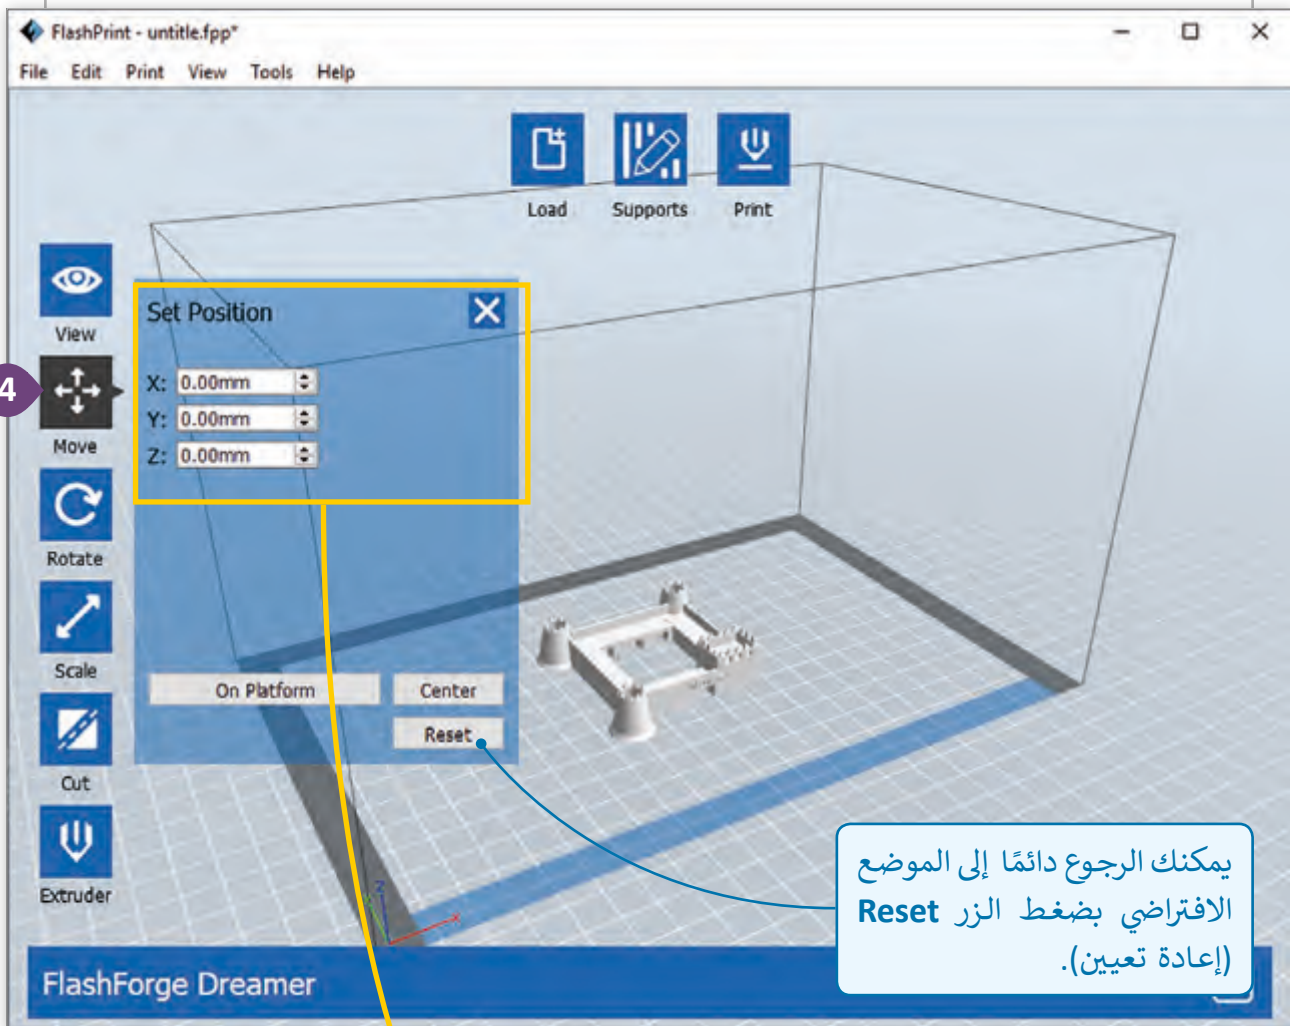 FlashPrint - untitle.fpp*
File Edit Print View Tools Help
Load Supports Print
View
Set Position
X: 0.00mm
4
Y: 0.00mm
Move
Z: 0.00mm
Rotate
Scale
On Platform Center
Reset
Cut
Extruder
Z
X
يمكنك الرجوع دائمًا إلى الموضع
الافتراضي بضغط الزر Reset
(إعادة تعيين).
FlashForge Dreamer